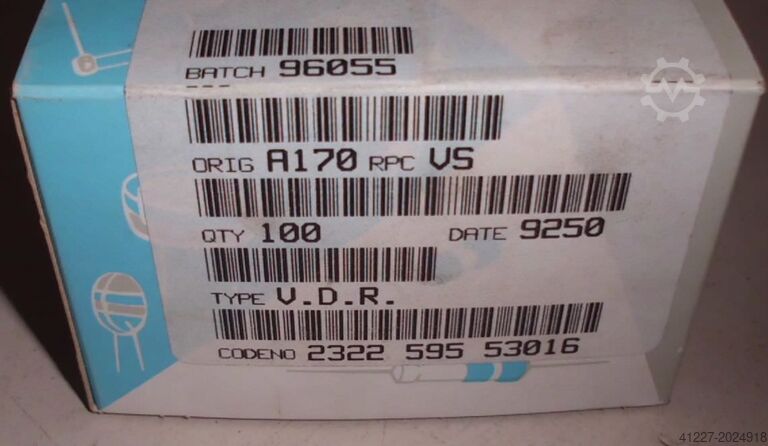 BATCH 96055
---
ORIG A170 RPC VS
QTY 100 DATE 9250
TYPE V.D.R.
CODENO 2322 595 53016
41227-2024918